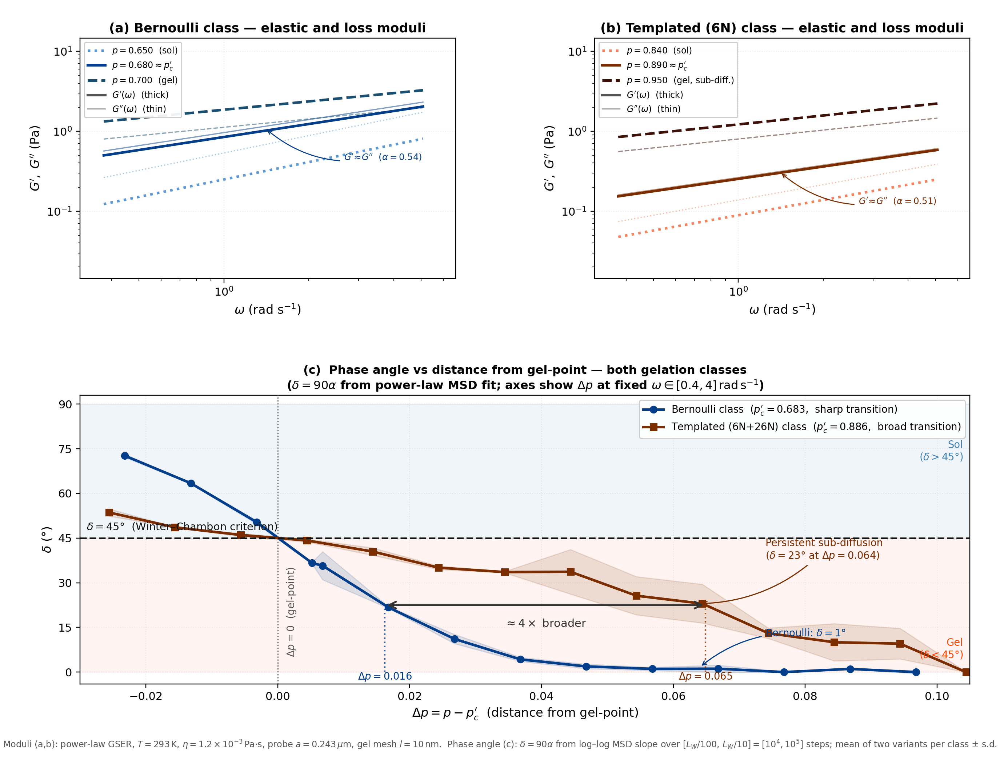 (a) Bernoulli class — elastic and loss moduli
10¹
10⁰
10⁻¹
G′, G″ (Pa)
p = 0.650 (sol)
p = 0.680 ≈ p′c
p = 0.700 (gel)
G′(ω) (thick)
G″(ω) (thin)
G′≈G″ (α = 0.54)
10⁰
ω (rad s⁻¹)
(b) Templated (6N) class — elastic and loss moduli
10¹
10⁰
10⁻¹
G′, G″ (Pa)
p = 0.840 (sol)
p = 0.890 ≈ p′c
p = 0.950 (gel, sub-diff.)
G′(ω) (thick)
G″(ω) (thin)
G′≈G″ (α = 0.51)
10⁰
ω (rad s⁻¹)
(c) Phase angle vs distance from gel-point — both gelation classes
(δ = 90α from power-law MSD fit; axes show Δp at fixed ω ∈ [0.4, 4] rad s⁻¹)
90
75
60
45
30
15
0
δ (°)
Bernoulli class (p′c = 0.683, sharp transition)
Templated (6N+26N) class (p′c = 0.886, broad transition)
Sol
(δ > 45°)
δ = 45° (Winter–Chambon criterion)
Persistent sub-diffusion
(δ = 23° at Δp = 0.064)
Δp = 0 (gel-point)
≈ 4 × broader
Bernoulli: δ = 1°
Gel
(δ < 45°)
Δp = 0.016
Δp = 0.065
−0.02
0.00
0.02
0.04
0.06
0.08
0.10
Δp = p − p′c (distance from gel-point)
Moduli (a,b): power-law GSER, T = 293 K, η = 1.2 × 10⁻³ Pa·s, probe a = 0.243 μm, gel mesh l = 10 nm. Phase angle (c): δ = 90α from log–log MSD slope over [L_W/100, L_W/10] = [10⁴, 10⁵] steps; mean of two variants per class ± s.d.